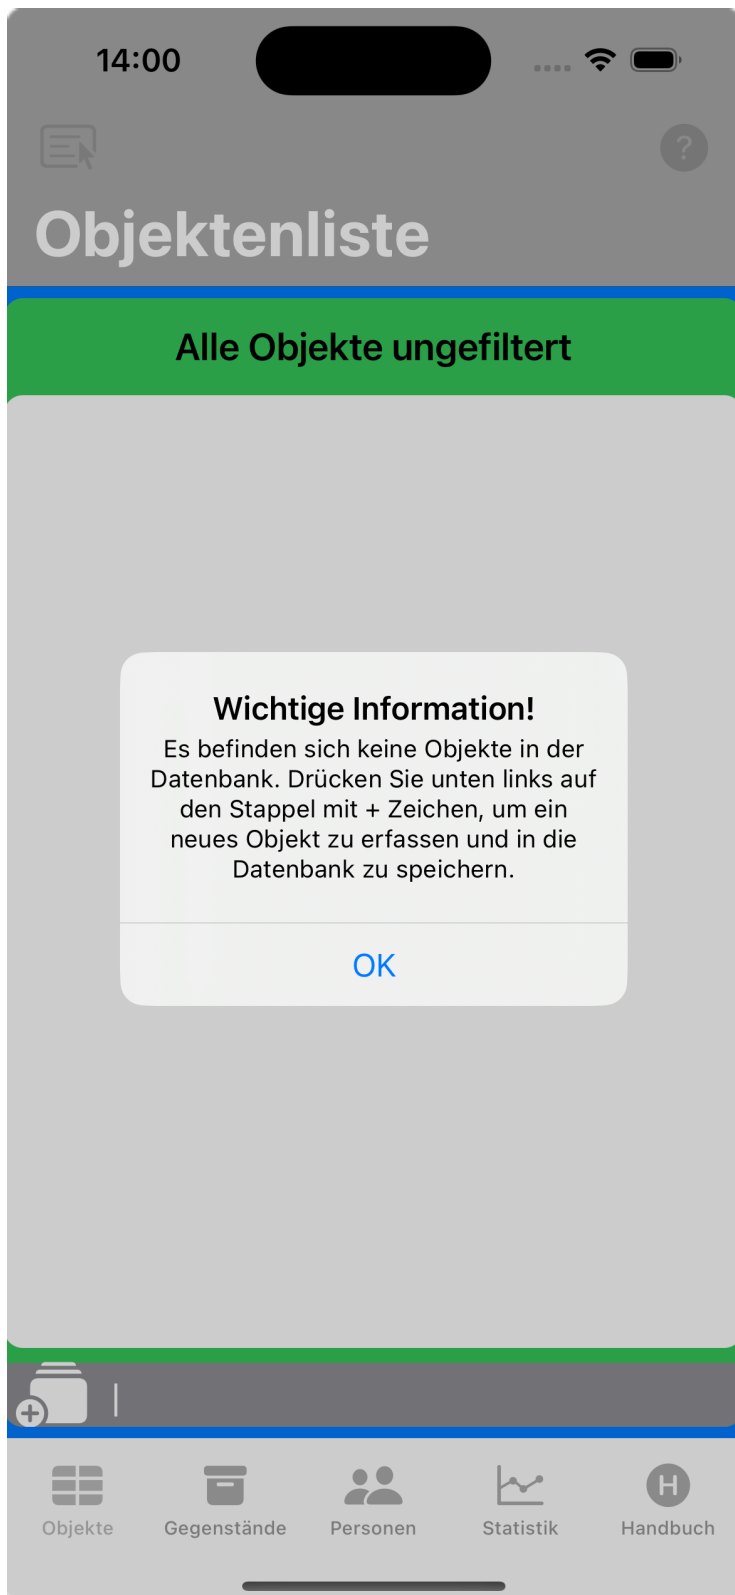 14:00
?
Objektenliste
Alle Objekte ungefiltert
Wichtige Information!
Es befinden sich keine Objekte in der
Datenbank. Drücken Sie unten links auf
den Stappel mit + Zeichen, um ein
neues Objekt zu erfassen und in die
Datenbank zu speichern.
OK
H
Objekte Gegenstände Personen Statistik Handbuch